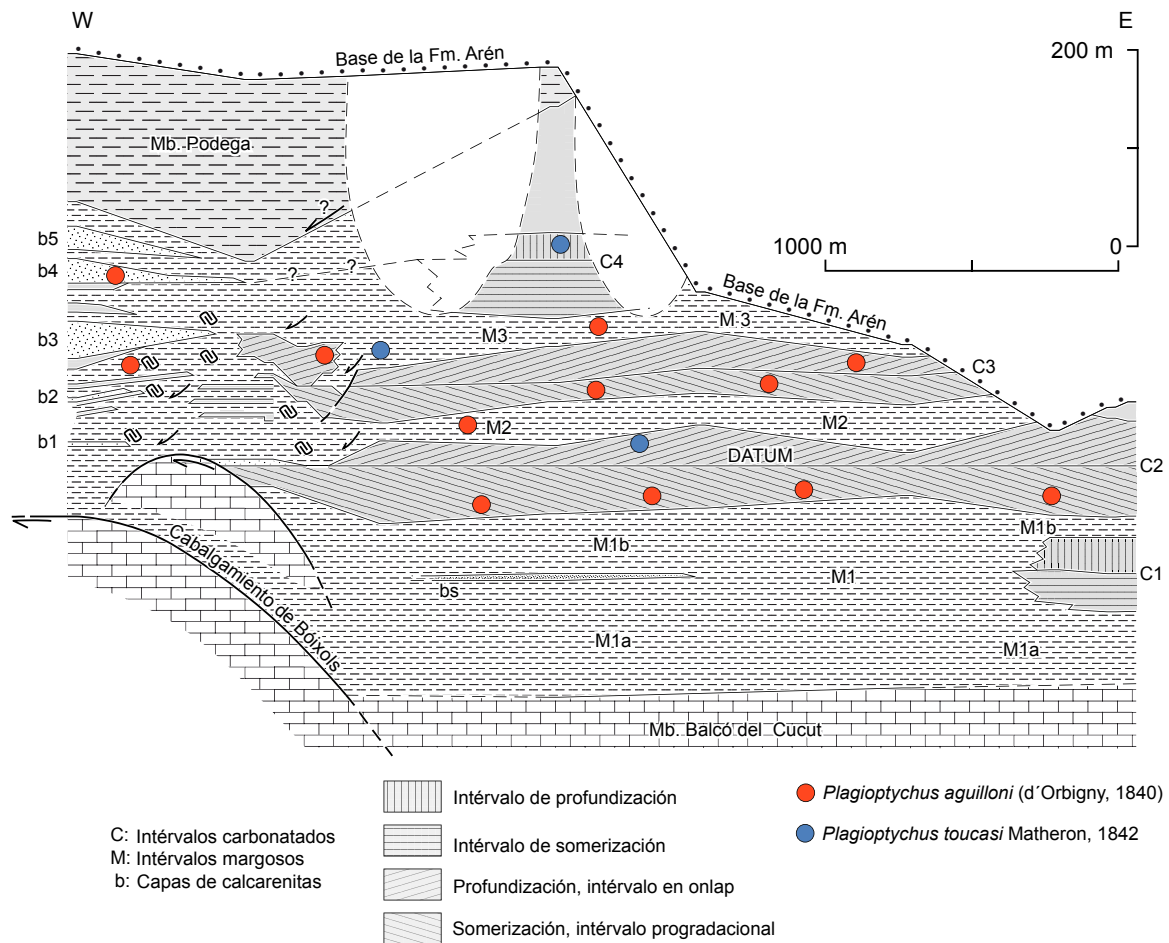 W
E
Base de la Fm. Arén
200 m
Mb. Podega
?
b5
1000 m
0
b4
?
?
C4
Base de la Fm. Arén
b3
M3
M 3
C3
b2
M2
M2
b1
DATUM
C2
M1b
M1b
Cabalgamiento de Bóixols
bs
M1
C1
M1a
M1a
Mb. Balcó del Cucut
Intérvalo de profundización
Plagioptychus aguilloni (d´Orbigny, 1840)
C: Intérvalos carbonatados
Intérvalo de somerización
Plagioptychus toucasi Matheron, 1842
M: Intérvalos margosos
b: Capas de calcarenitas
Profundización, intérvalo en onlap
Somerización, intérvalo progradacional